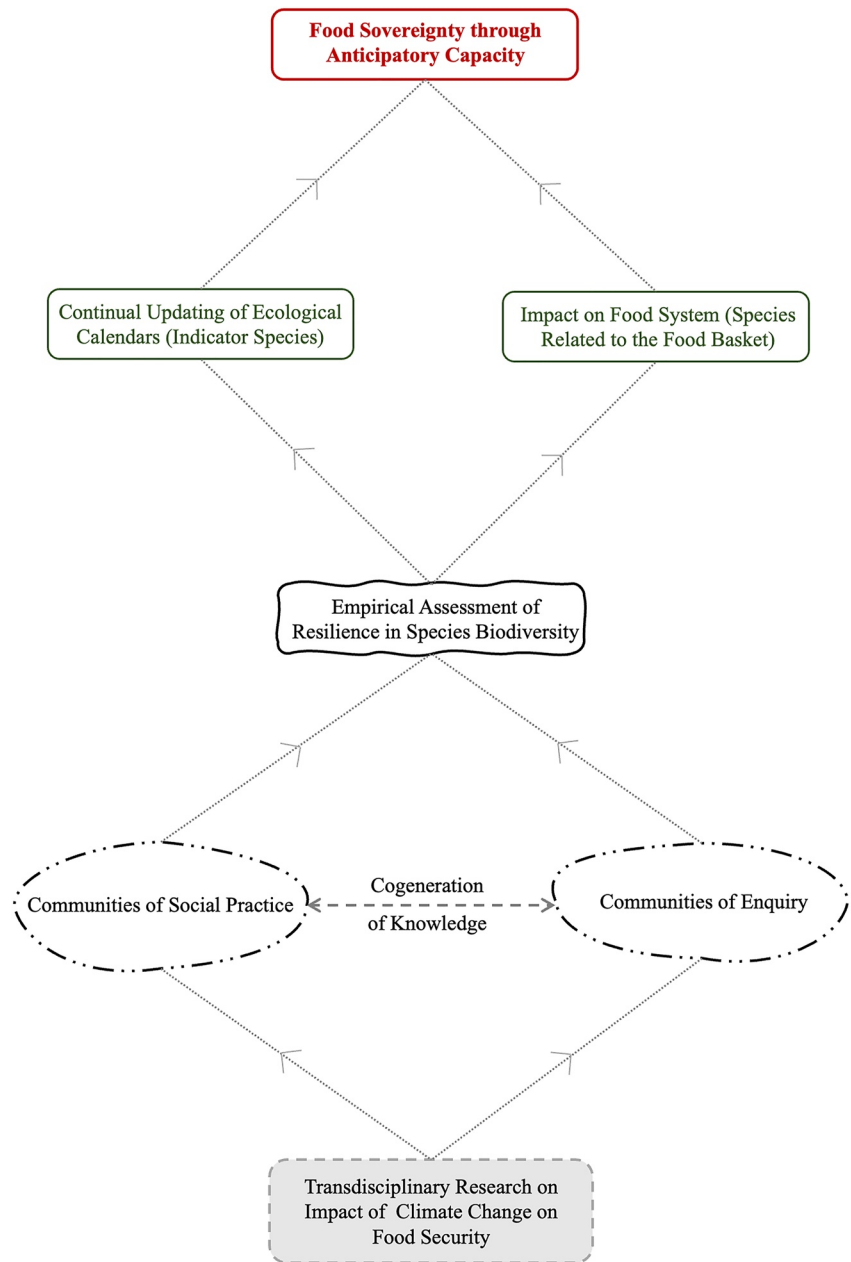 Food Sovereignty through
Anticipatory Capacity
Continual Updating of Ecological
Calendars (Indicator Species)
Impact on Food System (Species
Related to the Food Basket)
Empirical Assessment of
Resilience in Species Biodiversity
Communities of Social Practice
Cogeneration
of Knowledge
Communities of Enquiry
Transdisciplinary Research on
Impact of Climate Change on
Food Security